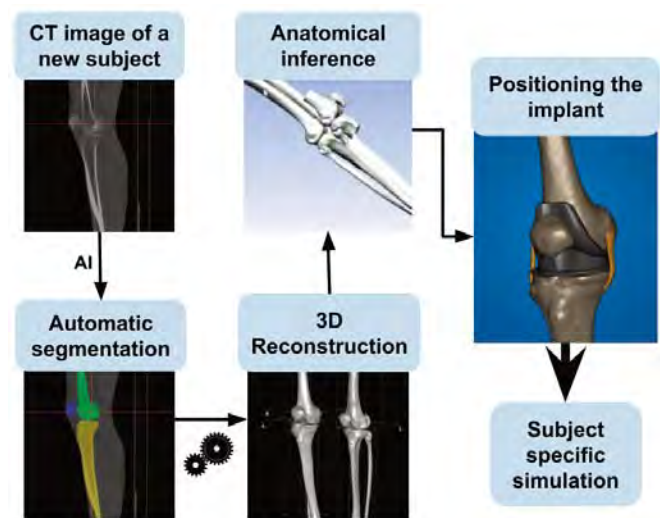 CT image of a
new subject
AI
Automatic
segmentation
3D
Reconstruction
Anatomical
inference
Positioning the
implant
Subject
specific
simulation